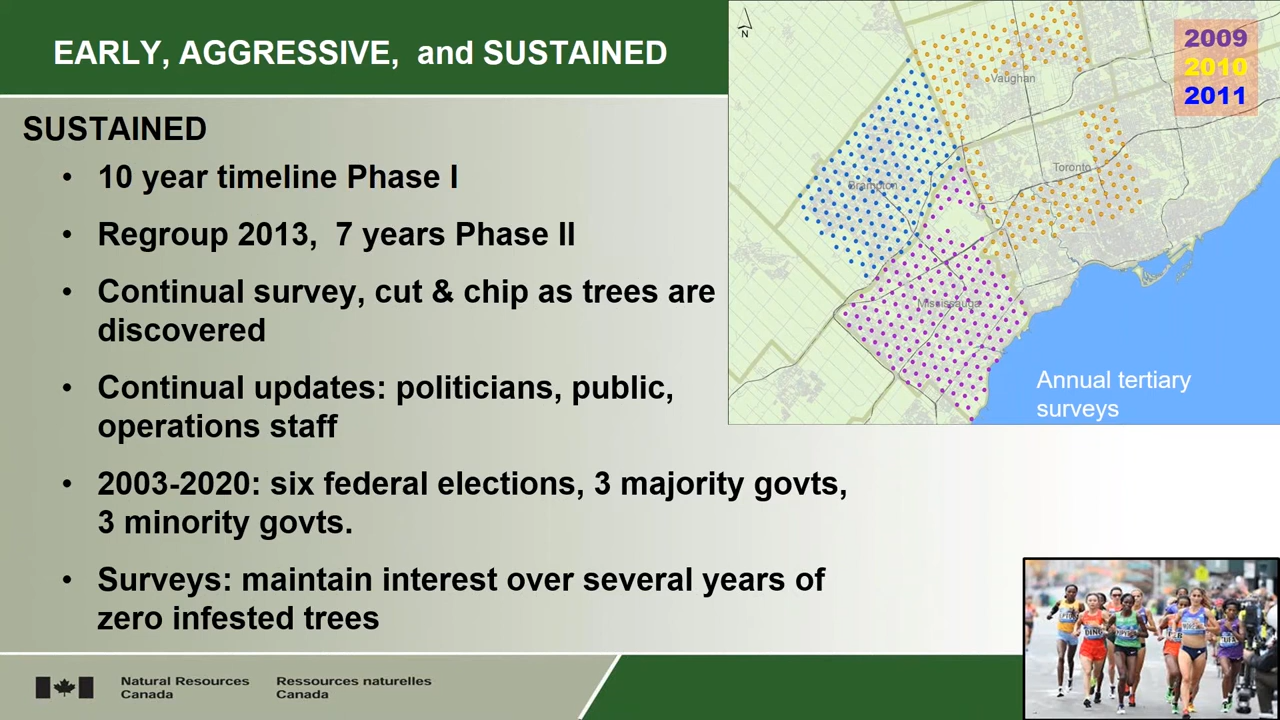 EARLY, AGGRESSIVE,  and SUSTAINED
SUSTAINED
• 10 year timeline Phase I
• Regroup 2013,  7 years Phase II
• Continual survey, cut & chip as trees are
discovered
• Continual updates: politicians, public,
operations staff
• 2003-2020: six federal elections, 3 majority govts,
3 minority govts.
• Surveys: maintain interest over several years of
zero infested trees
N
Vaughan
Toronto
Brampton
Mississauga
2009
2010
2011
Annual tertiary
surveys
Natural Resources
Canada
Ressources naturelles
Canada